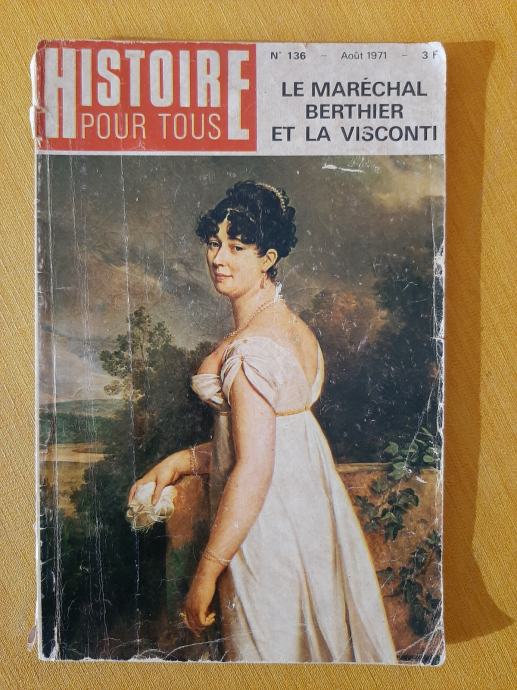 HISTOIRE
POUR TOUS
N° 136 – Août 1971 – 3 F
LE MARÉCHAL
BERTHIER
ET LA VISCONTI